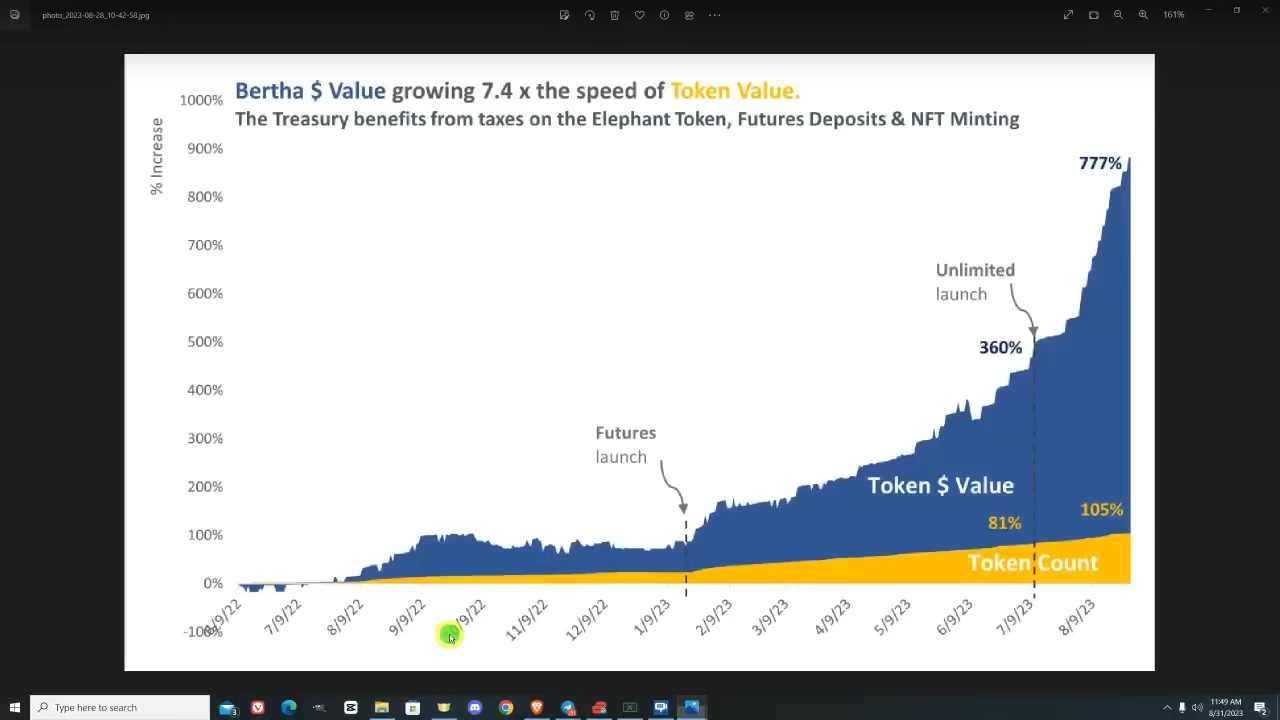 photo_2023-08-28_10-42-58.jpg
161%
Bertha $ Value growing 7.4 x the speed of Token Value.
The Treasury benefits from taxes on the Elephant Token, Futures Deposits & NFT Minting
% Increase
1000%
900%
800%
700%
600%
500%
400%
300%
200%
100%
0%
-100%
777%
Unlimited
launch
360%
Futures
launch
Token $ Value
105%
81%
Token Count
7/9/22
8/9/22
9/9/22
11/9/22
12/9/22
1/9/23
2/9/23
3/9/23
4/9/23
5/9/23
6/9/23
7/9/23
8/9/23
Type here to search
11:49 AM
8/31/2023